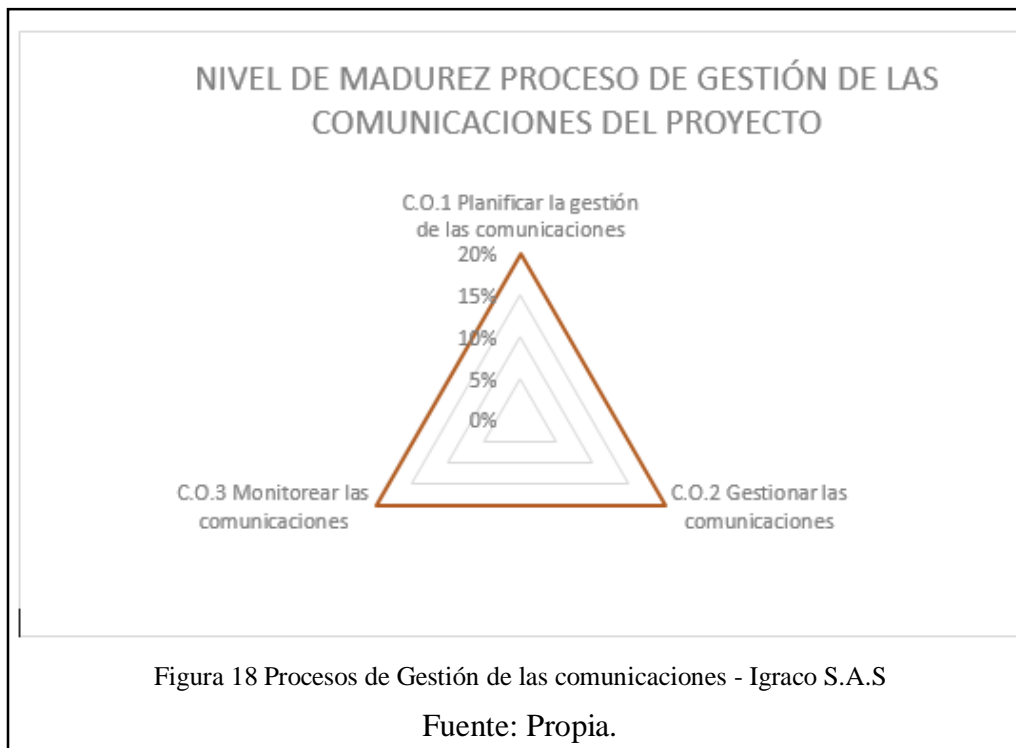 NIVEL DE MADUREZ PROCESO DE GESTIÓN DE LAS
COMUNICACIONES DEL PROYECTO
C.O.1 Planificar la gestión
de las comunicaciones
20%
15%
10%
5%
0%
C.O.3 Monitorear las
comunicaciones
C.O.2 Gestionar las
comunicaciones
Figura 18 Procesos de Gestión de las comunicaciones - Igraco S.A.S
Fuente: Propia.